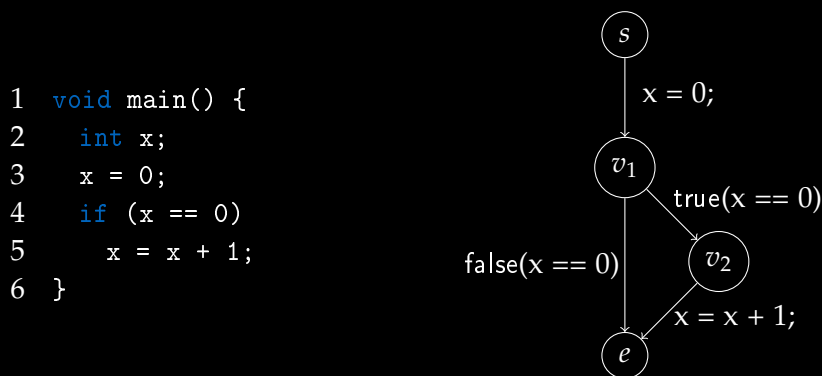 1 void main() {
2 int x;
3 x = 0;
4 if (x == 0)
5 x = x + 1;
6 }
s
x = 0;
v₁
true(x == 0)
false(x == 0)
v₂
x = x + 1;
e